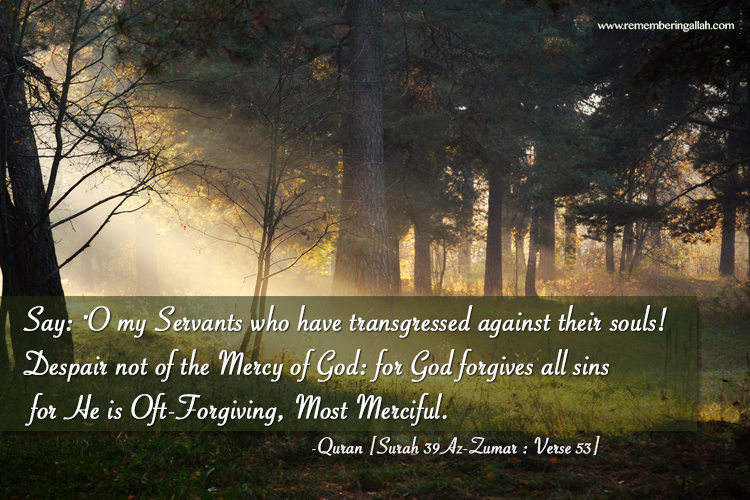 www.rememberingallah.com
Say: "O my Servants who have transgressed against their souls!
Despair not of the Mercy of God: for God forgives all sins
for He is Oft-Forgiving, Most Merciful.
-Quran [Surah 39 Az-Zumar : Verse 53]